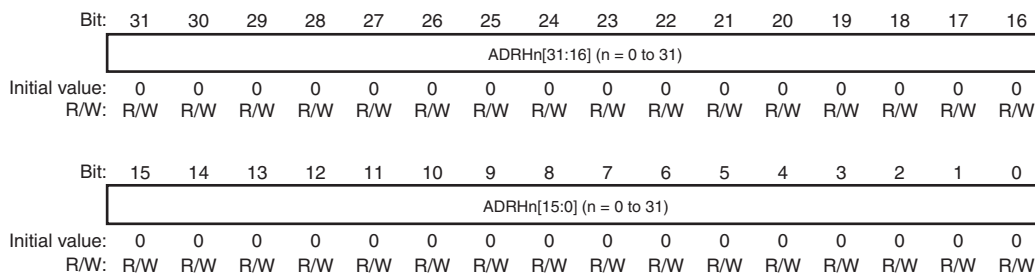 Bit: 31 30 29 28 27 26 25 24 23 22 21 20 19 18 17 16
ADRHn[31:16] (n = 0 to 31)
Initial value: 0 0 0 0 0 0 0 0 0 0 0 0 0 0 0 0
R/W: R/W R/W R/W R/W R/W R/W R/W R/W R/W R/W R/W R/W R/W R/W R/W R/W
Bit: 15 14 13 12 11 10 9 8 7 6 5 4 3 2 1 0
ADRHn[15:0] (n = 0 to 31)
Initial value: 0 0 0 0 0 0 0 0 0 0 0 0 0 0 0 0
R/W: R/W R/W R/W R/W R/W R/W R/W R/W R/W R/W R/W R/W R/W R/W R/W R/W